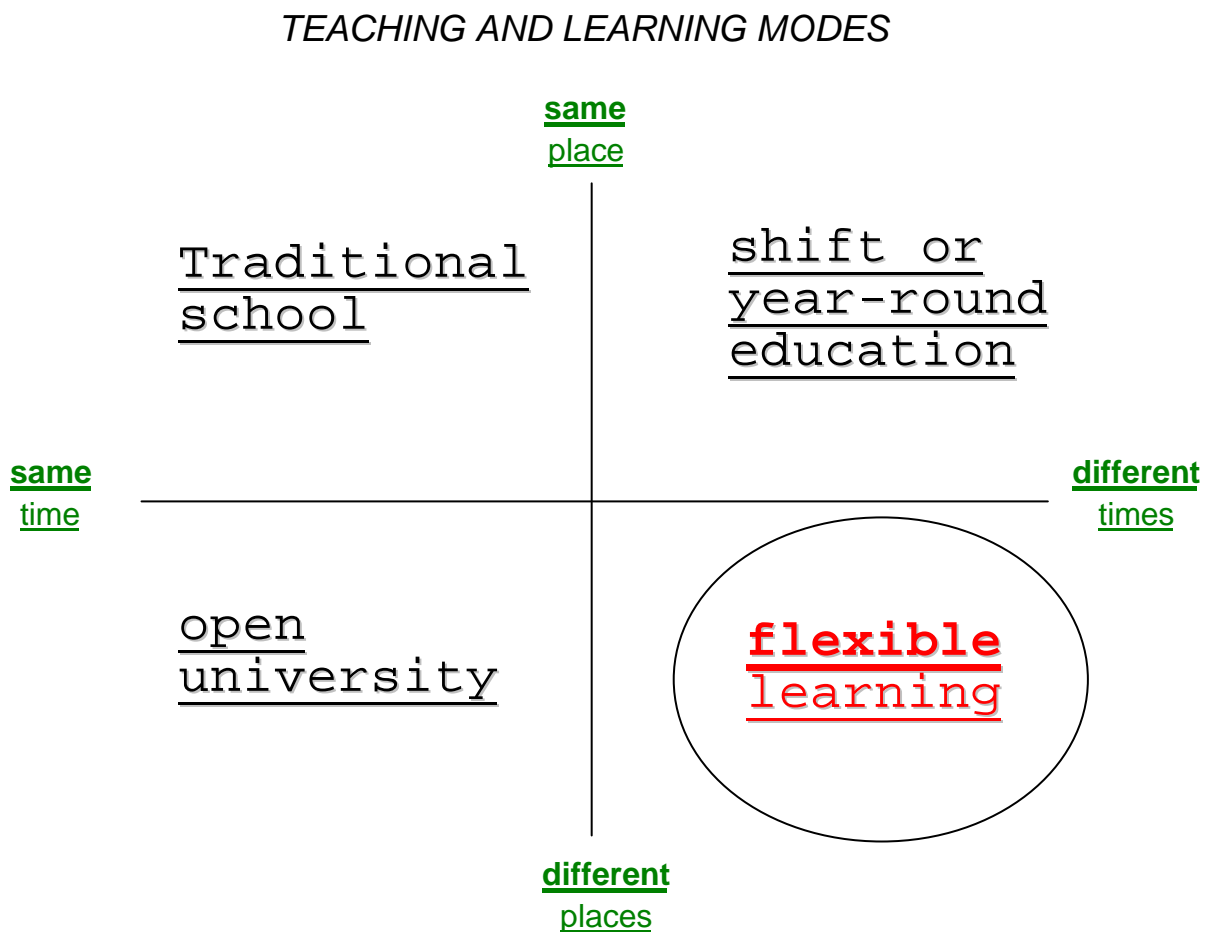 TEACHING AND LEARNING MODES
same
place
Traditional
school
shift or
year-round
education
same
time
different
times
open
university
flexible
learning
different
places